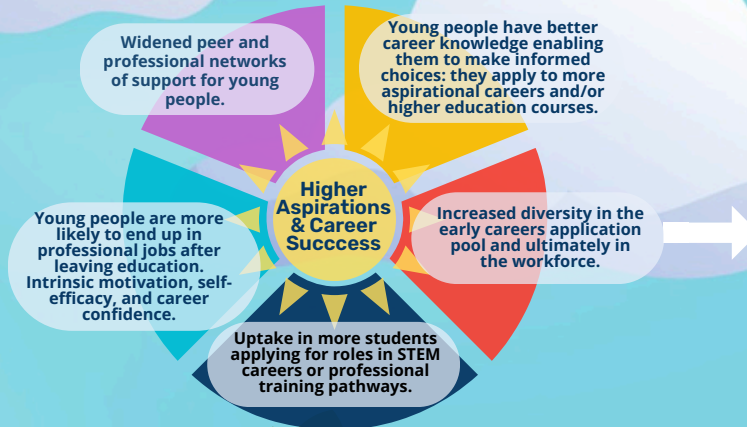 Widened peer and
professional networks
of support for young
people.
Young people have better
career knowledge enabling
them to make informed
choices: they apply to more
aspirational careers and/or
higher education courses.
Higher
Aspirations
& Career
Succcess
Young people are more
likely to end up in
professional jobs after
leaving education.
Intrinsic motivation, self-
efficacy, and career
confidence.
Increased diversity in the
early careers application
pool and ultimately in
the workforce.
Uptake in more students
applying for roles in STEM
careers or professional
training pathways.